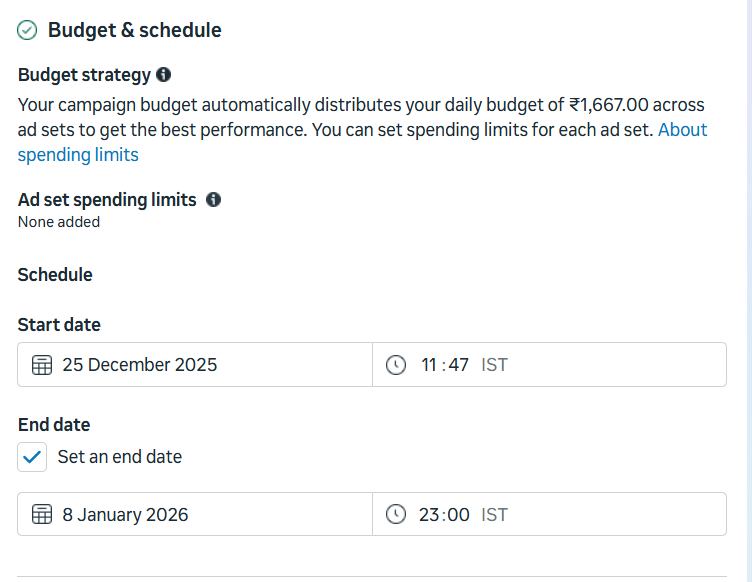 Budget & schedule
Budget strategy
Your campaign budget automatically distributes your daily budget of ₹1,667.00 across
ad sets to get the best performance. You can set spending limits for each ad set. About
spending limits
Ad set spending limits
None added
Schedule
Start date
25 December 2025 11:47 IST
End date
Set an end date
8 January 2026 23:00 IST